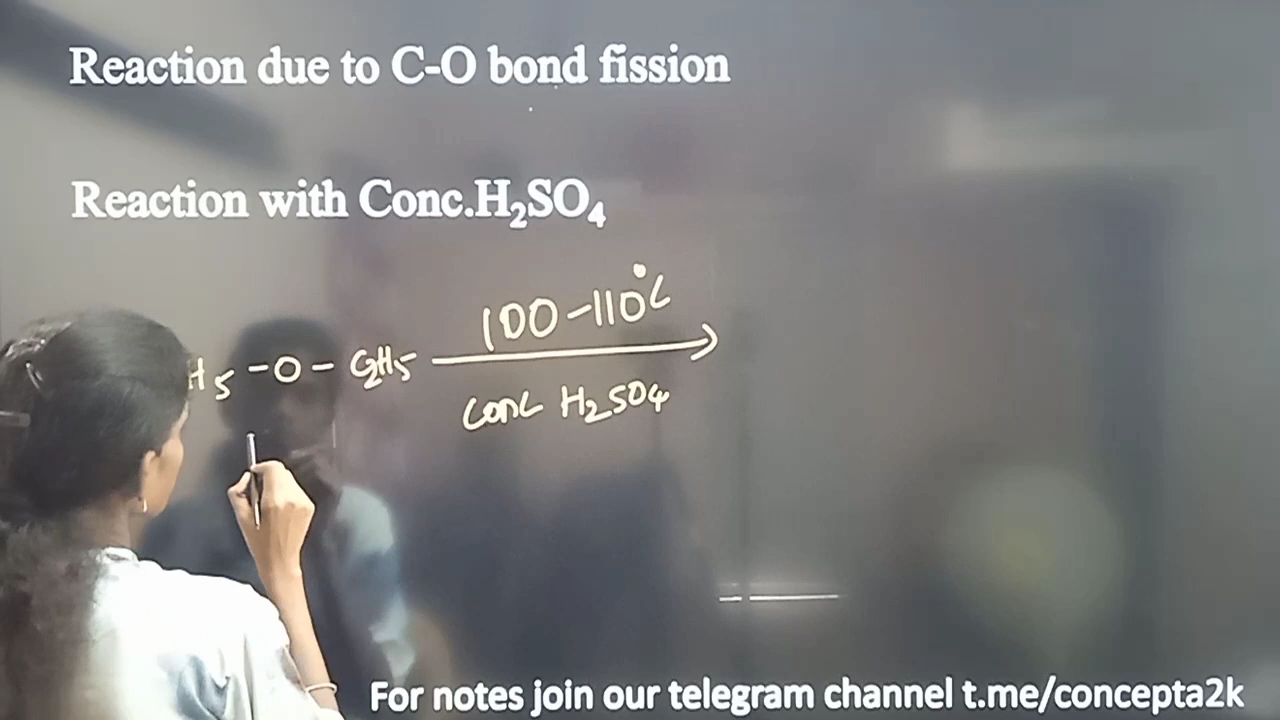 Reaction due to C-O bond fission
Reaction with Conc.H₂SO₄
100-110°C
H5 -O- C2H5
conc H2SO4
For notes join our telegram channel t.me/concepta2k